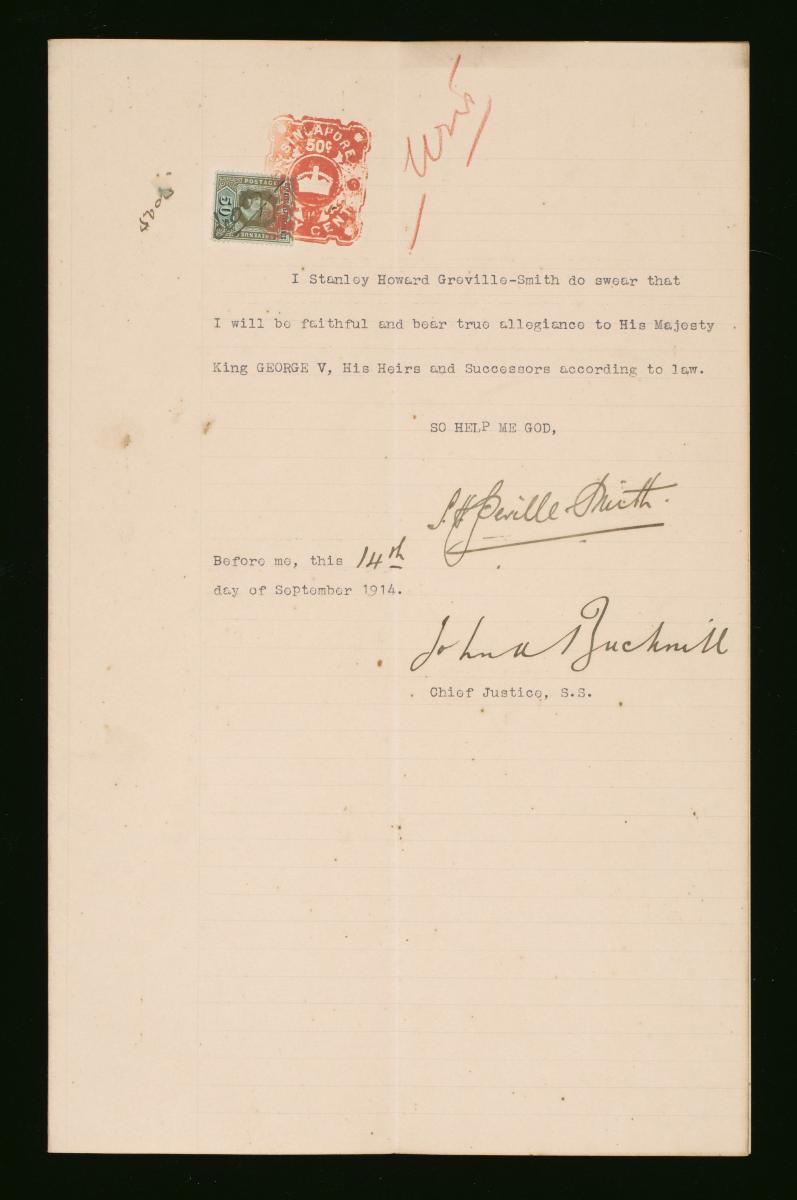 SINGAPORE
50¢
CENTS
POSTAGE
50c
REVENUE
I Stanley Howard Greville-Smith do swear that
I will be faithful and bear true allegiance to His Majesty
King GEORGE V, His Heirs and Successors according to law.
SO HELP ME GOD,
S.H. Greville-Smith.
Before me, this 14th
day of September 1914.
John A Bucknill
Chief Justice, S.S.